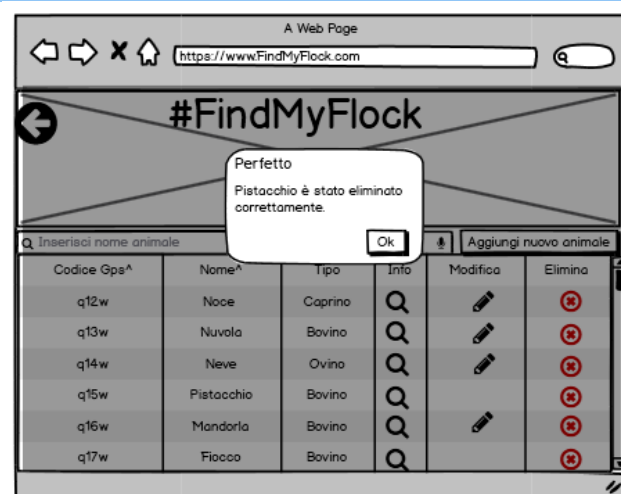 A Web Page
https://www.FindMyFlock.com
#FindMyFlock
Perfetto
Pistacchio è stato eliminato
correttamente.
Ok
Inserisci nome animale
Aggiungi nuovo animale
Codice Gps^ Nome^ Tipo Info Modifica Elimina
q12w Noce Caprino
q13w Nuvola Bovino
q14w Neve Ovino
q15w Pistacchio Bovino
q16w Mandorla Bovino
q17w Fiocco Bovino